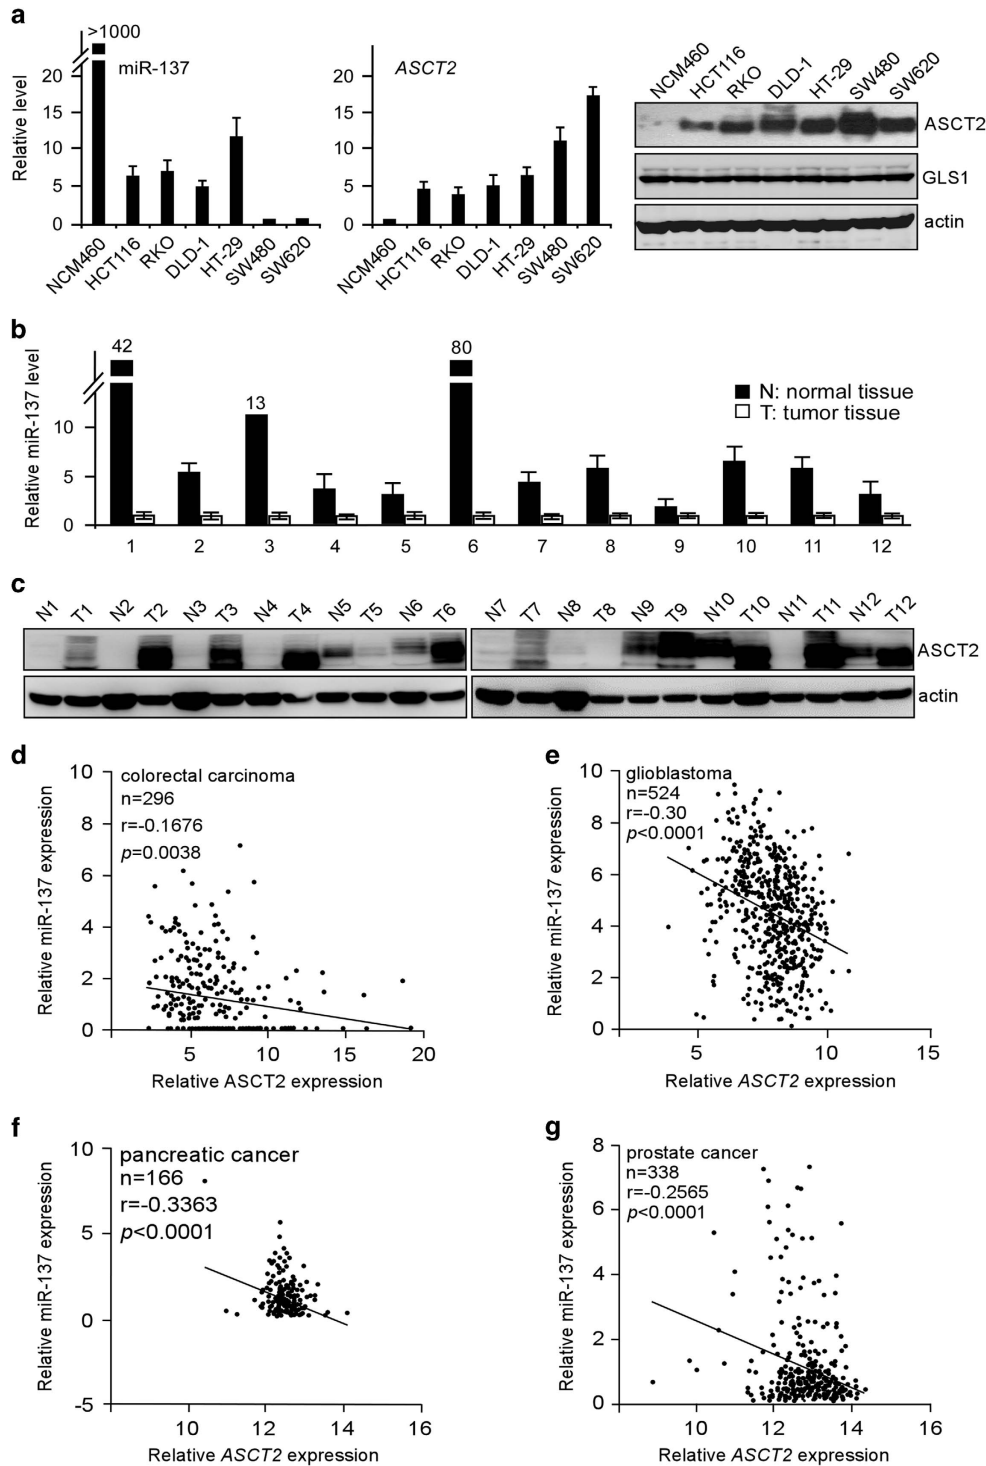 a
>1000
miR-137
Relative level
20
15
10
5
0
NCM460
HCT116
RKO
DLD-1
HT-29
SW480
SW620
ASCT2
20
15
10
5
0
NCM460
HCT116
RKO
DLD-1
HT-29
SW480
SW620
NCM460
HCT116
RKO
DLD-1
HT-29
SW480
SW620
ASCT2
GLS1
actin
b
Relative miR-137 level
42
13
80
10
5
0
N: normal tissue
T: tumor tissue
1 2 3 4 5 6 7 8 9 10 11 12
c
N1 T1 N2 T2 N3 T3 N4 T4 N5 T5 N6 T6 N7 T7 N8 T8 N9 T9 N10 T10 N11 T11 N12 T12
ASCT2
actin
d
colorectal carcinoma
n=296
r=-0.1676
p=0.0038
Relative miR-137 expression
10
8
6
4
2
0
5 10 15 20
Relative ASCT2 expression
e
glioblastoma
n=524
r=-0.30
p<0.0001
Relative miR-137 expression
10
8
6
4
2
0
5 10 15
Relative ASCT2 expression
f
pancreatic cancer
n=166
r=-0.3363
p<0.0001
Relative miR-137 expression
10
5
0
-5
10 12 14 16
Relative ASCT2 expression
g
prostate cancer
n=338
r=-0.2565
p<0.0001
Relative miR-137 expression
8
6
4
2
0
10 12 14 16
Relative ASCT2 expression